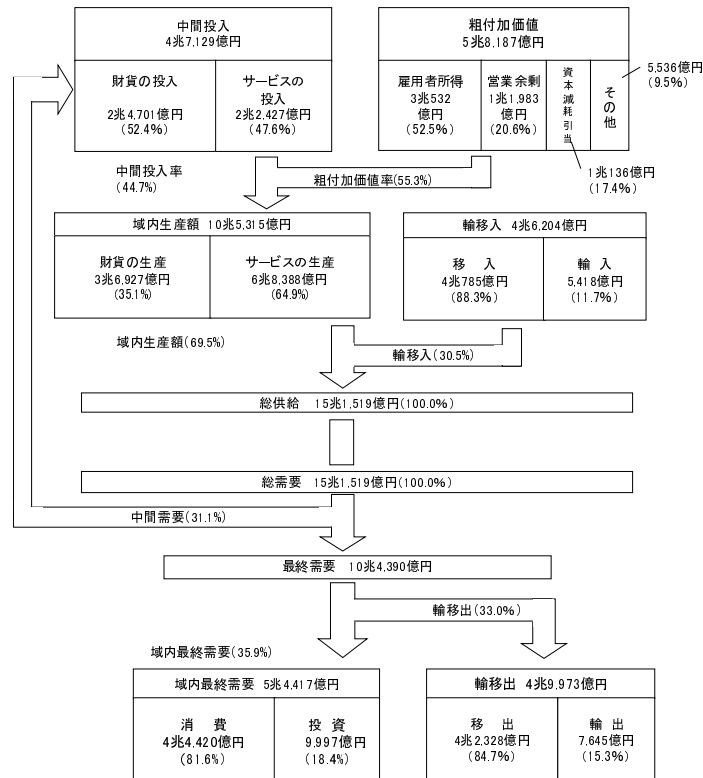 中間投入
4兆7,129億円
粗付加価値
5兆8,187億円
財貨の投入
2兆4,701億円
(52.4%)
サービスの
投入
2兆2,427億円
(47.6%)
雇用者所得
3兆532
億円
(52.5%)
営業余剰
1兆1,983
億円
(20.6%)
資本減耗引当
その他
5,536億円
(9.5%)
1兆136億円
(17.4%)
中間投入率
(44.7%)
粗付加価値率(55.3%)
域内生産額 10兆5,315億円
財貨の生産
3兆6,927億円
(35.1%)
サービスの生産
6兆8,388億円
(64.9%)
輸移入 4兆6,204億円
移 入
4兆785億円
(88.3%)
輸 入
5,418億円
(11.7%)
域内生産額(69.5%)
輸移入(30.5%)
総供給 15兆1,519億円(100.0%)
総需要 15兆1,519億円(100.0%)
中間需要(31.1%)
最終需要 10兆4,390億円
輸移出(33.0%)
域内最終需要(35.9%)
域内最終需要 5兆4,417億円
消 費
4兆4,420億円
(81.6%)
投 資
9,997億円
(18.4%)
輸移出 4兆9,973億円
移 出
4兆2,328億円
(84.7%)
輸 出
7,645億円
(15.3%)